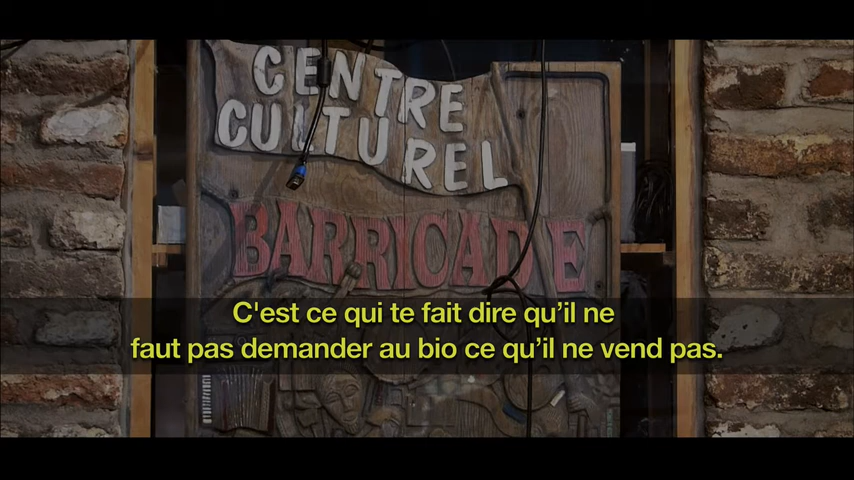 CENTRE
CULTUREL
BARRICADE
C'est ce qui te fait dire qu’il ne
faut pas demander au bio ce qu’il ne vend pas.